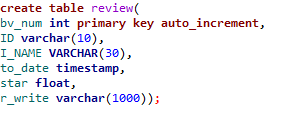 create table review(
bv_num int primary key auto_increment,
ID varchar(10),
I_NAME VARCHAR(30),
to_date timestamp,
star float,
r_write varchar(1000));